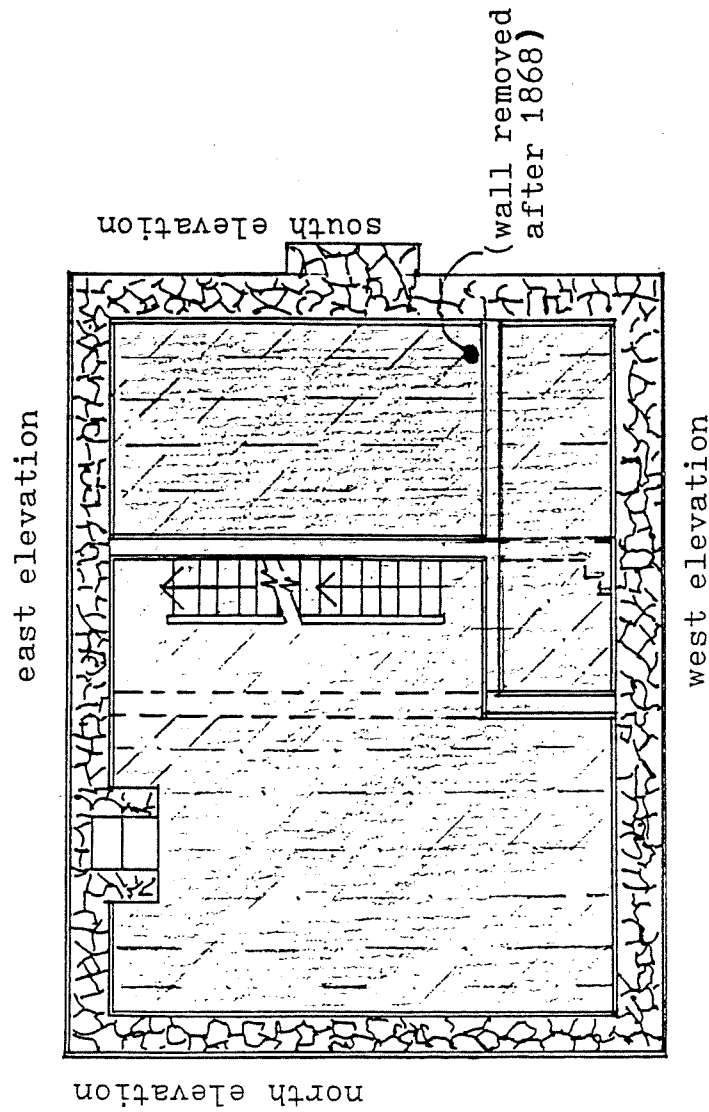 (wall removed
after 1868)
south elevation
east elevation
west elevation
north elevation